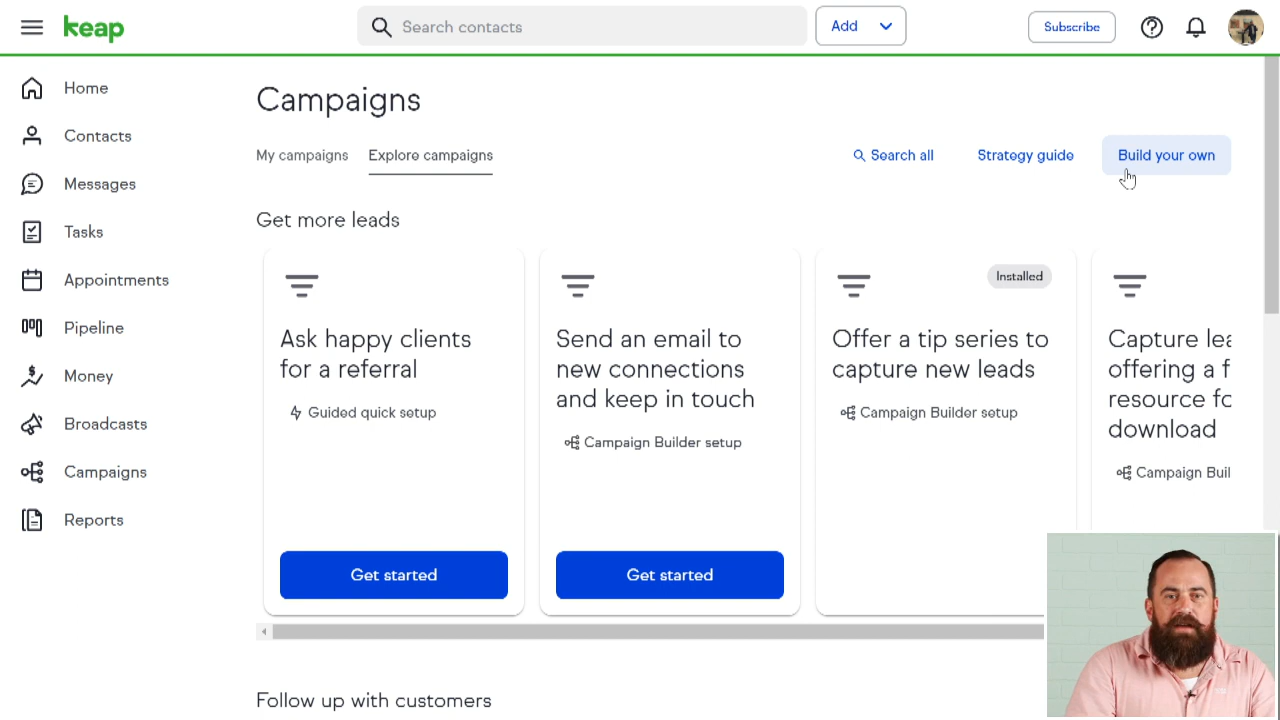 keap
Search contacts
Add
Subscribe
Home
Contacts
Messages
Tasks
Appointments
Pipeline
Money
Broadcasts
Campaigns
Reports
Campaigns
My campaigns
Explore campaigns
Search all
Strategy guide
Build your own
Get more leads
Ask happy clients
for a referral
Guided quick setup
Get started
Send an email to
new connections
and keep in touch
Campaign Builder setup
Get started
Installed
Offer a tip series to
capture new leads
Campaign Builder setup
Capture lea
offering a f
resource fo
download
Campaign Buil
Follow up with customers